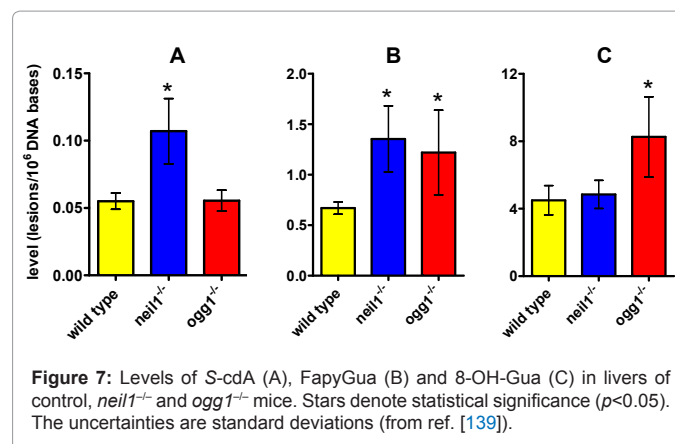 A
B
C
level (lesions/10⁶ DNA bases)
0.15
0.10
0.05
0.00
*
wild type
neil1⁻/⁻
ogg1⁻/⁻
2.0
1.5
1.0
0.5
0.0
*
*
wild type
neil1⁻/⁻
ogg1⁻/⁻
12
8
4
0
*
wild type
neil1⁻/⁻
ogg1⁻/⁻
Figure 7: Levels of S-cdA (A), FapyGua (B) and 8-OH-Gua (C) in livers of
control, neil1⁻/⁻ and ogg1⁻/⁻ mice. Stars denote statistical significance (p<0.05).
The uncertainties are standard deviations (from ref. [139]).